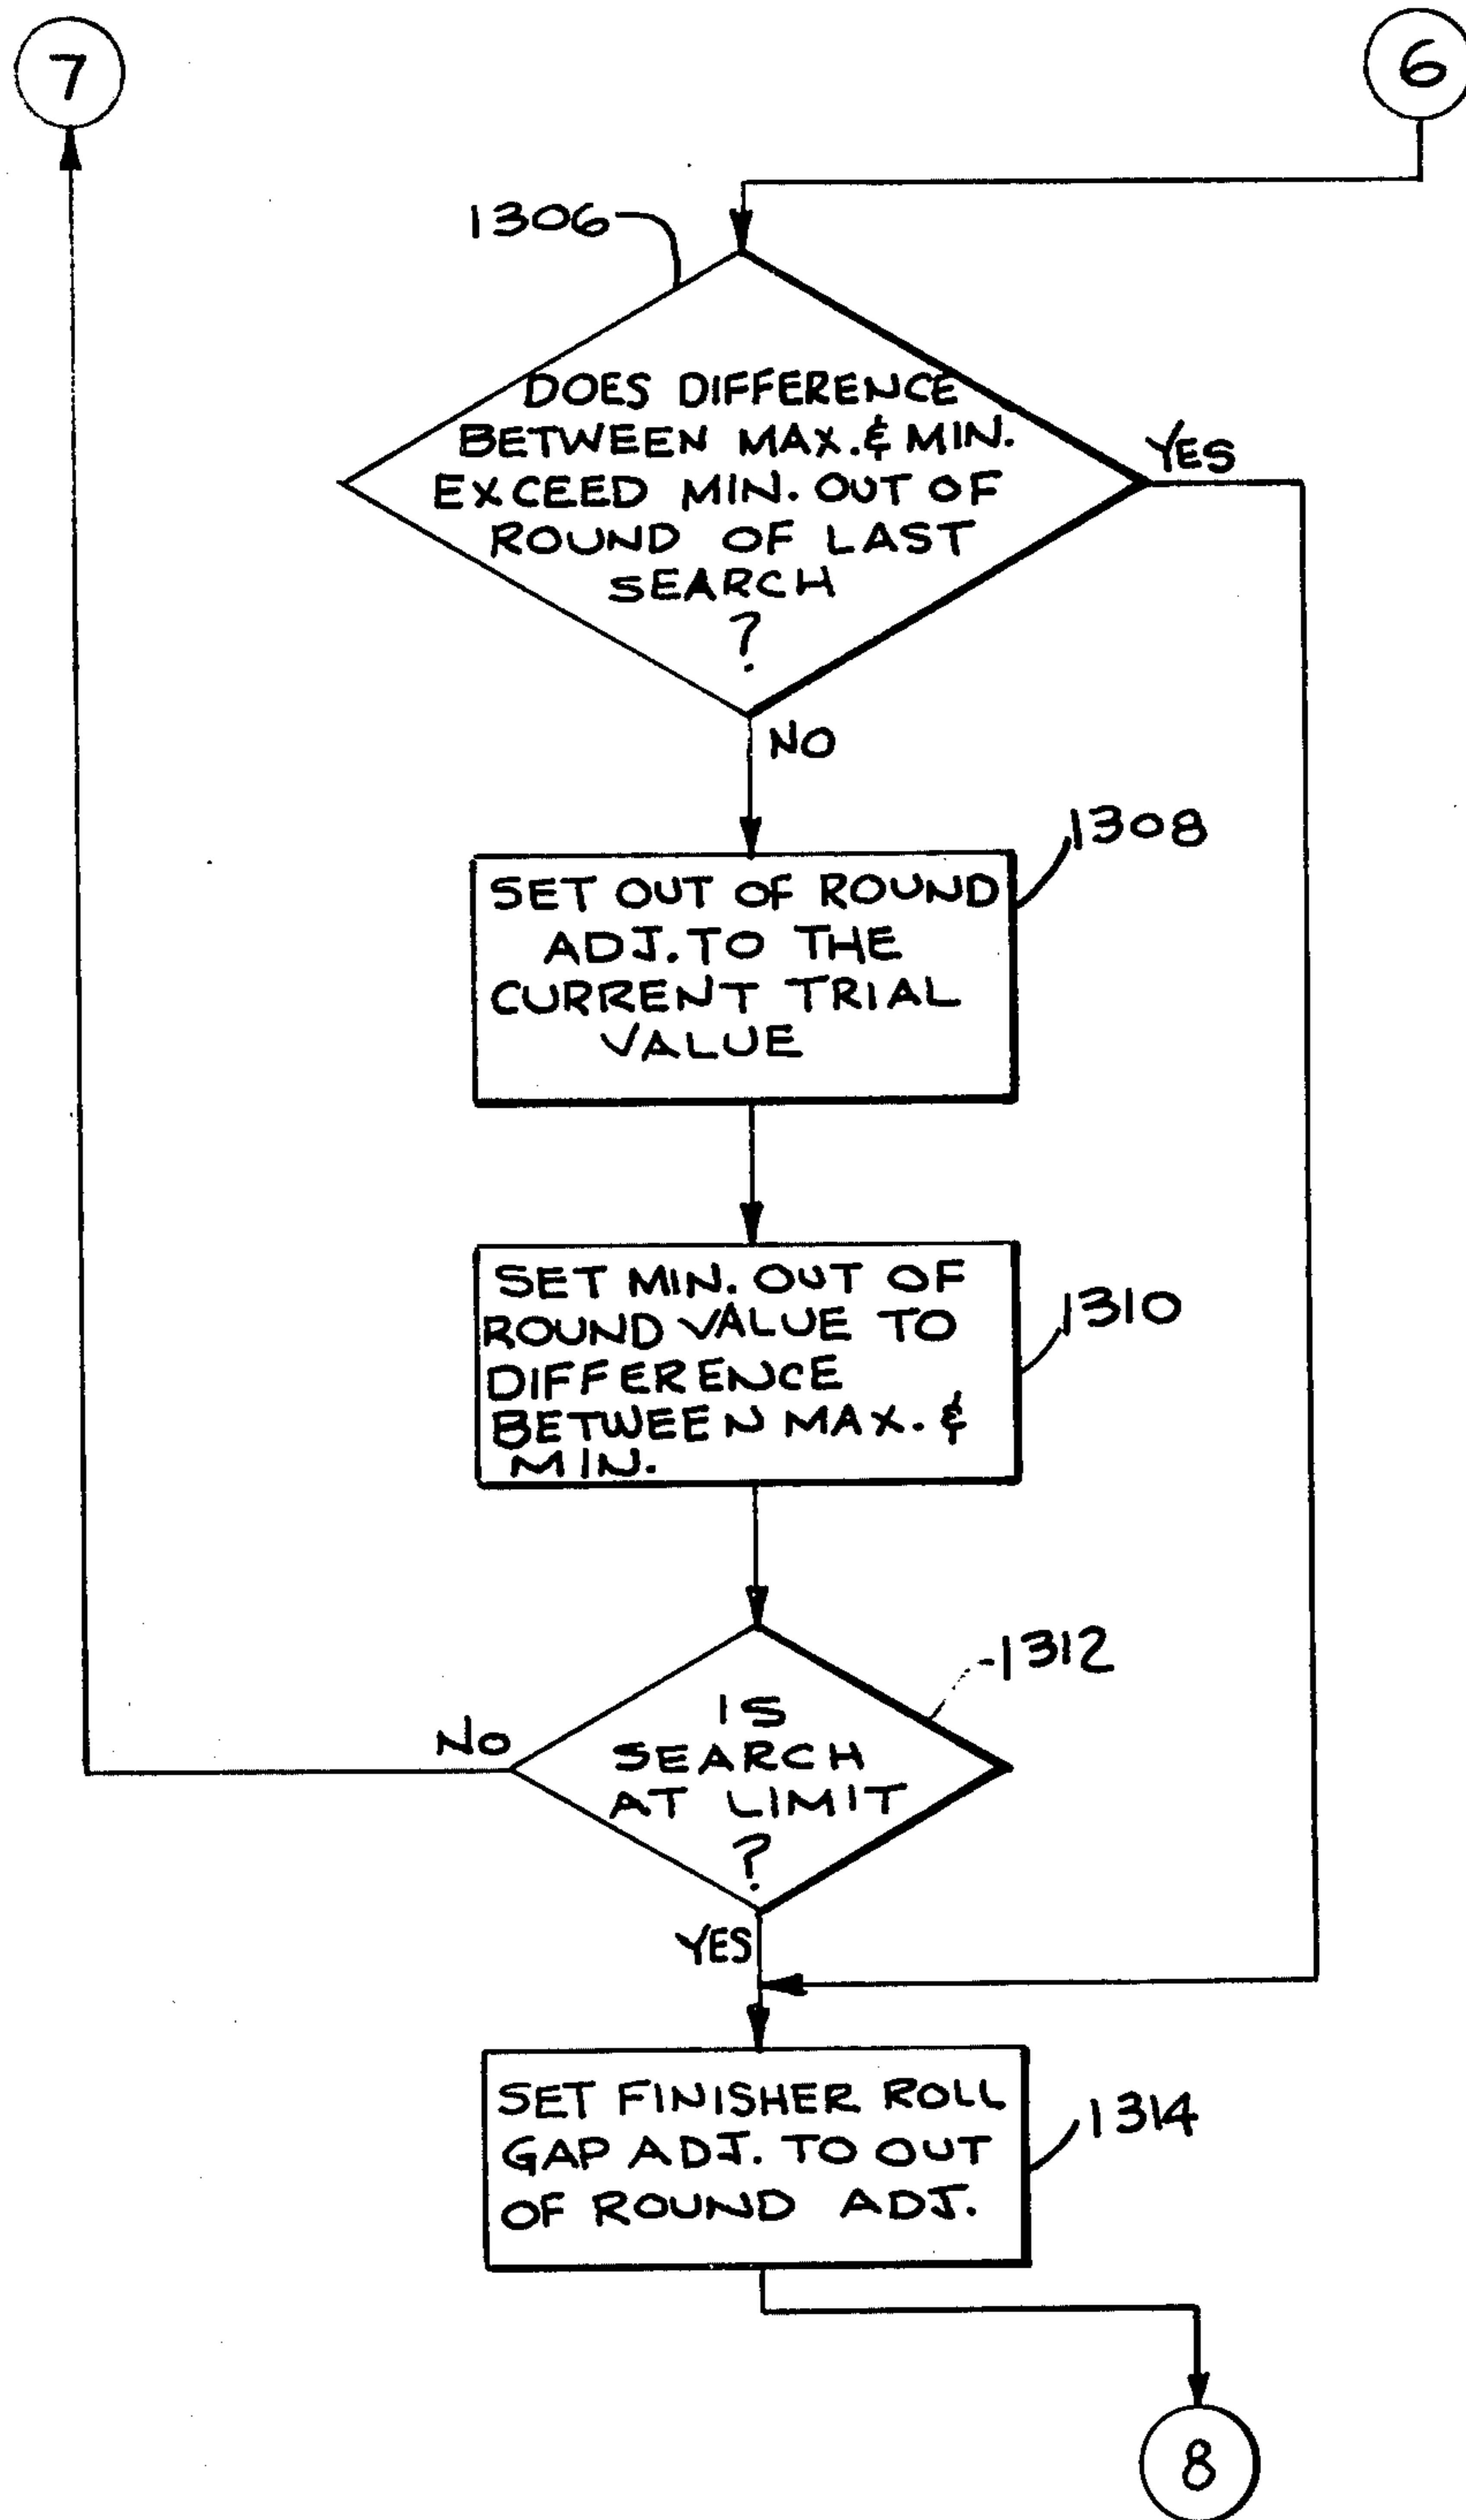 7
6
1306
DOES DIFFERENCE
BETWEEN MAX. & MIN.
EXCEED MIN. OUT OF
ROUND OF LAST
SEARCH
?
YES
NO
1308
SET OUT OF ROUND
ADJ. TO THE
CURRENT TRIAL
VALUE
1310
SET MIN. OUT OF
ROUND VALUE TO
DIFFERENCE
BETWEEN MAX. &
MIN.
1312
IS
SEARCH
AT LIMIT
?
No
YES
1314
SET FINISHER ROLL
GAP ADJ. TO OUT
OF ROUND ADJ.
8